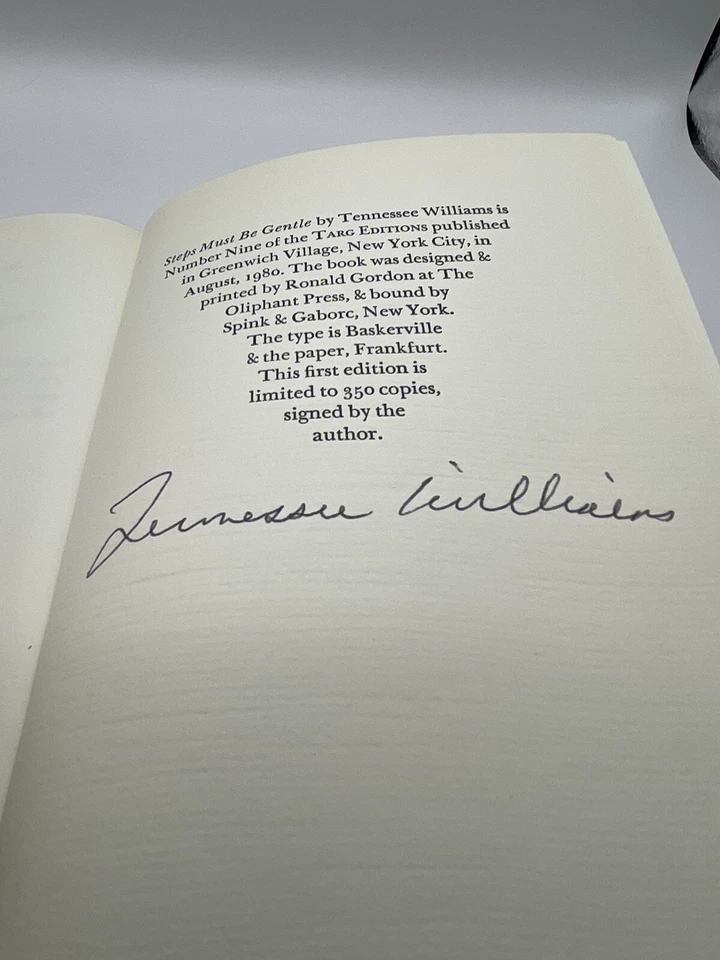 Steps Must Be Gentle by Tennessee Williams is
Number Nine of the TARG EDITIONS published
in Greenwich Village, New York City, in
August, 1980. The book was designed &
printed by Ronald Gordon at The
Oliphant Press, & bound by
Spink & Gaborc, New York.
The type is Baskerville
& the paper, Frankfurt.
This first edition is
limited to 350 copies,
signed by the
author.
Tennessee Williams